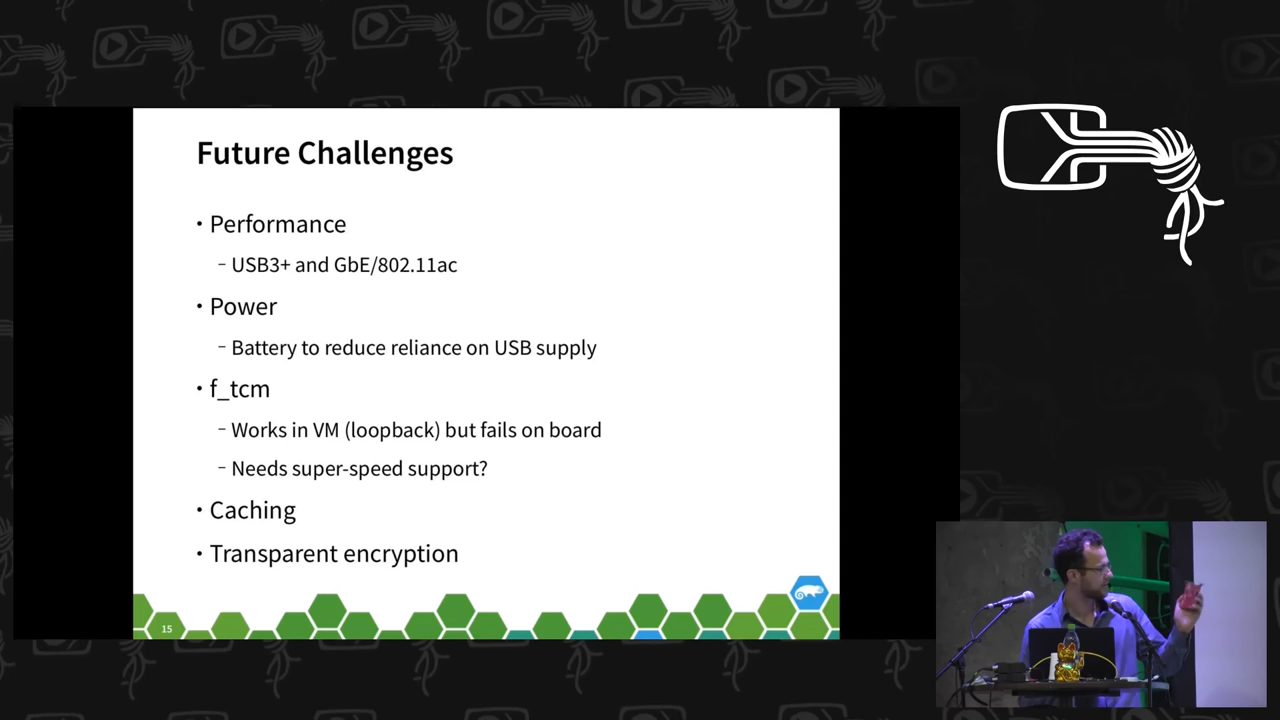 Future Challenges
• Performance
– USB3+ and GbE/802.11ac
• Power
– Battery to reduce reliance on USB supply
• f_tcm
– Works in VM (loopback) but fails on board
– Needs super-speed support?
• Caching
• Transparent encryption
15